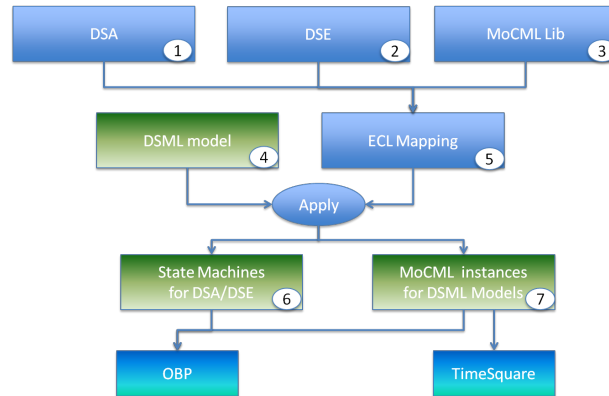 DSA
1
DSE
2
MoCML Lib
3
DSML model
4
ECL Mapping
5
Apply
State Machines
for DSA/DSE
6
MoCML instances
for DSML Models
7
OBP
TimeSquare